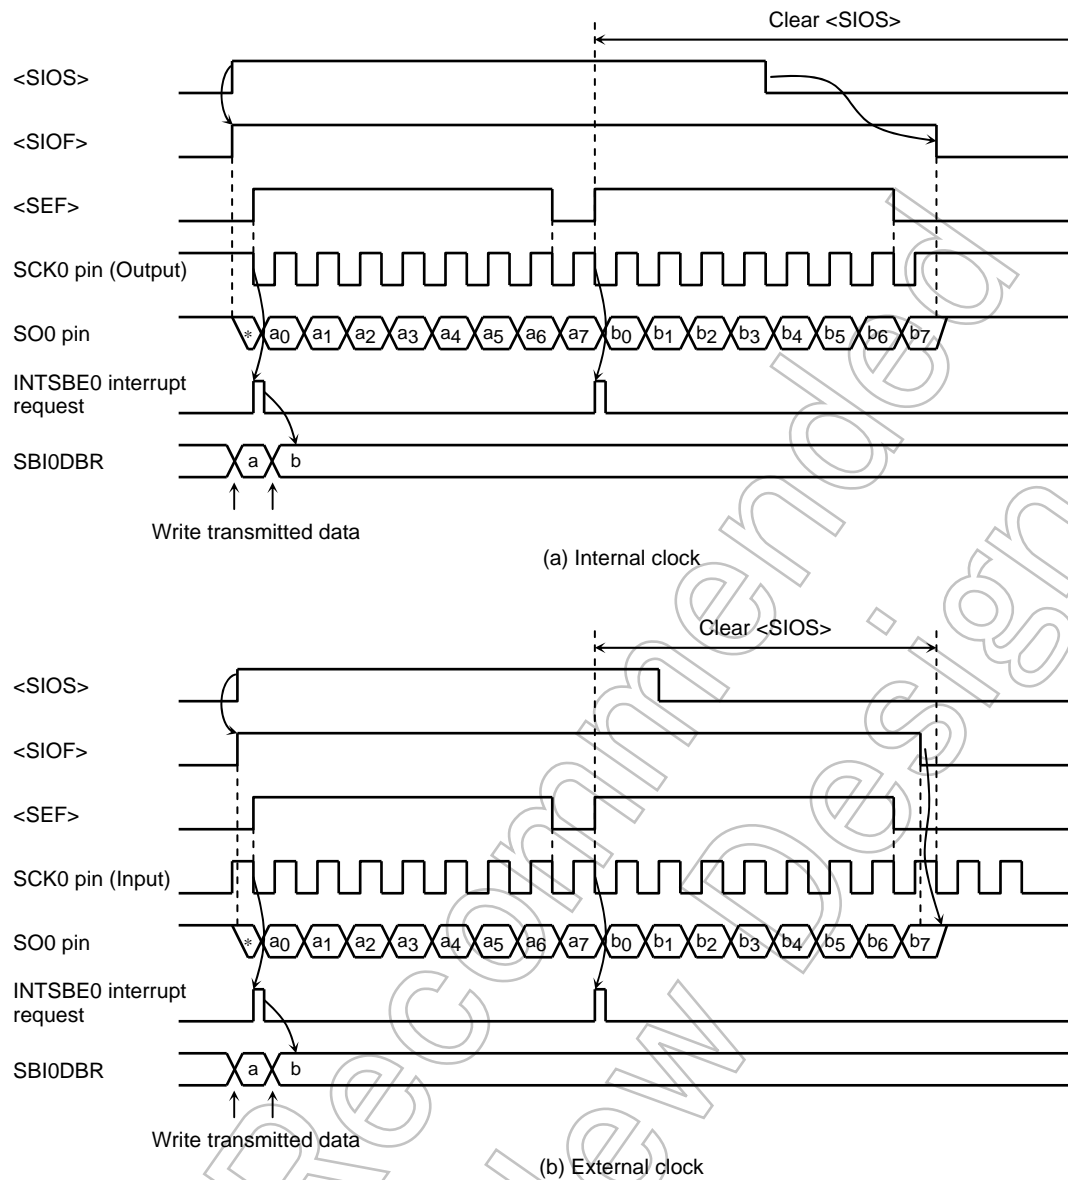 Clear <SIOS>
<SIOS>
<SIOF>
<SEF>
SCK0 pin (Output)
SO0 pin
* a0 a1 a2 a3 a4 a5 a6 a7 b0 b1 b2 b3 b4 b5 b6 b7
INTSBE0 interrupt
request
SBI0DBR
a b
Write transmitted data
(a) Internal clock
Clear <SIOS>
<SIOS>
<SIOF>
<SEF>
SCK0 pin (Input)
SO0 pin
* a0 a1 a2 a3 a4 a5 a6 a7 b0 b1 b2 b3 b4 b5 b6 b7
INTSBE0 interrupt
request
SBI0DBR
a b
Write transmitted data
(b) External clock
Recommended
New Design